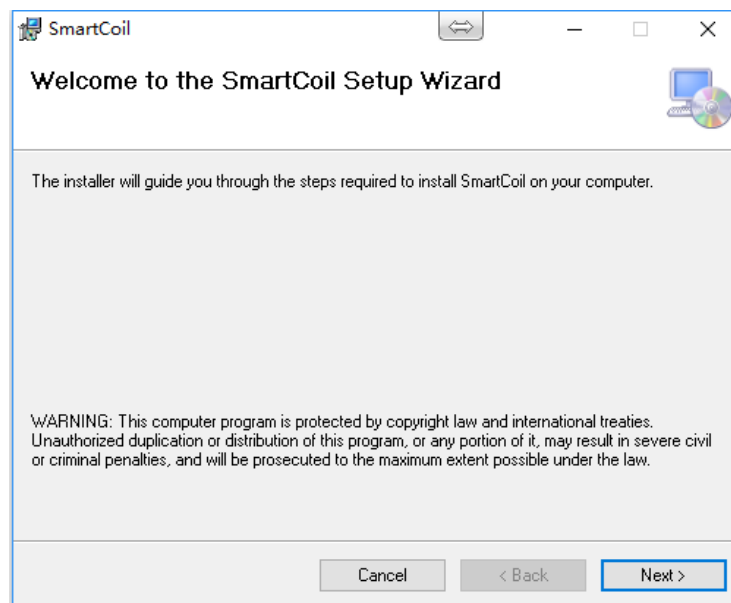 SmartCoil
Welcome to the SmartCoil Setup Wizard
The installer will guide you through the steps required to install SmartCoil on your computer.
WARNING: This computer program is protected by copyright law and international treaties.
Unauthorized duplication or distribution of this program, or any portion of it, may result in severe civil
or criminal penalties, and will be prosecuted to the maximum extent possible under the law.
Cancel
< Back
Next >